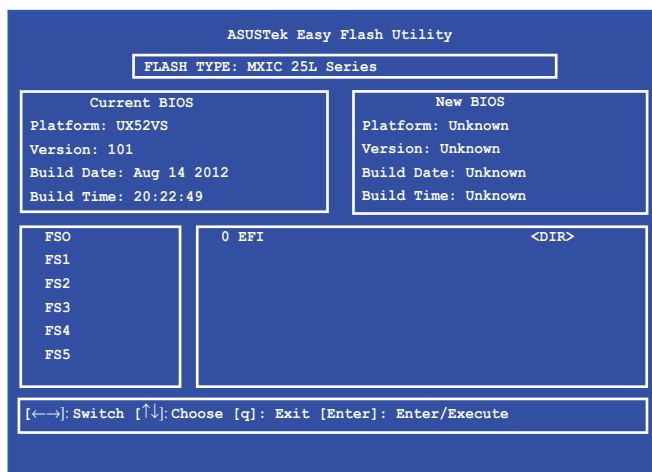 ASUSTek Easy Flash Utility
FLASH TYPE: MXIC 25L Series
Current BIOS
Platform: UX52VS
Version: 101
Build Date: Aug 14 2012
Build Time: 20:22:49
New BIOS
Platform: Unknown
Version: Unknown
Build Date: Unknown
Build Time: Unknown
FSO
FS1
FS2
FS3
FS4
FS5
0 EFI <DIR>
[←→]: Switch [↑↓]: Choose [q]: Exit [Enter]: Enter/Execute